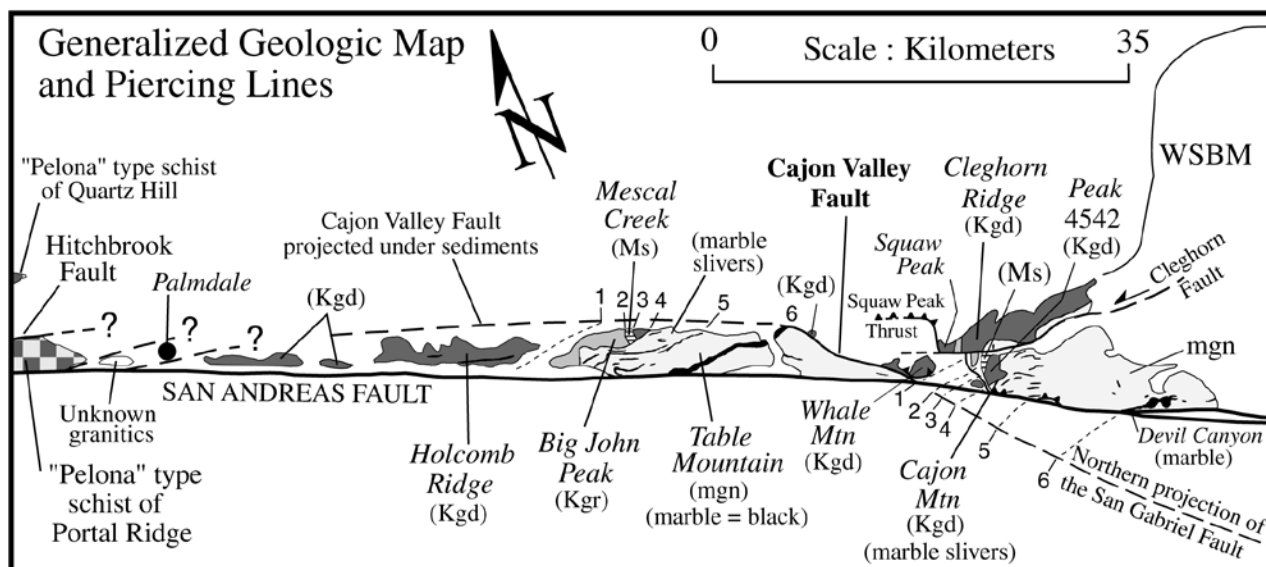 Generalized Geologic Map
and Piercing Lines
N
0
Scale : Kilometers
35
WSBM
"Pelona" type schist
of Quartz Hill
Hitchbrook
Fault
Palmdale
?
?
?
Cajon Valley Fault
projected under sediments
(Kgd)
Mescal
Creek
(Ms)
(marble
slivers)
1
2
3
4
5
6
Cajon Valley
Fault
(Kgd)
Squaw
Peak
Squaw Peak
Thrust
Cleghorn
Ridge
(Kgd)
(Ms)
Peak
4542
(Kgd)
Cleghorn
Fault
mgn
SAN ANDREAS FAULT
Unknown
granitics
"Pelona" type
schist of
Portal Ridge
Holcomb
Ridge
(Kgd)
Big John
Peak
(Kgr)
Table
Mountain
(mgn)
(marble = black)
Whale
Mtn
(Kgd)
1
2
3
4
5
6
Cajon
Mtn
(Kgd)
(marble slivers)
Devil Canyon
(marble)
Northern projection of
the San Gabriel Fault